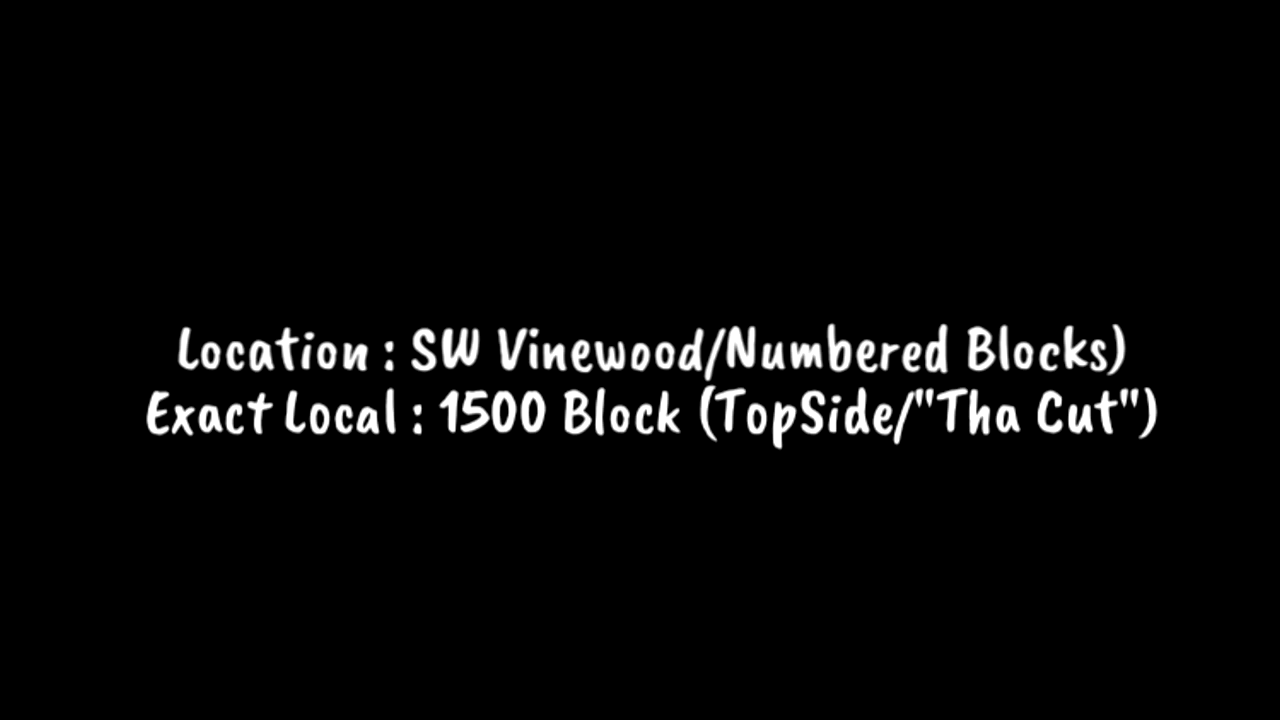 Location : SW Vinewood/Numbered Blocks)
Exact Local : 1500 Block (TopSide/"Tha Cut")